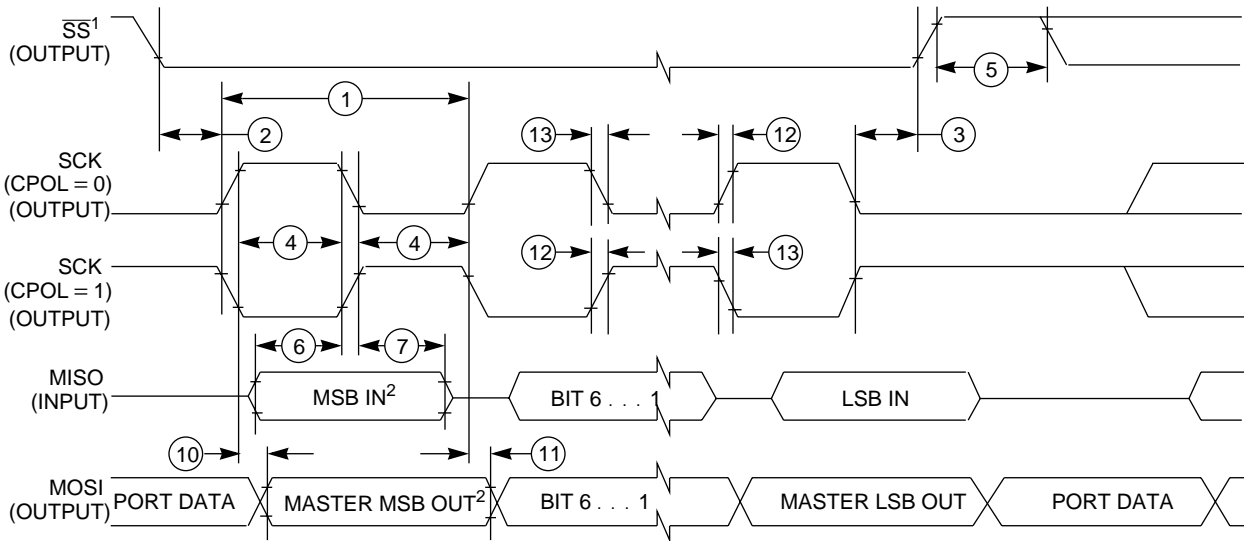 SS¹
(OUTPUT)
5
1
2
13
12
3
SCK
(CPOL = 0)
(OUTPUT)
4
4
12
13
SCK
(CPOL = 1)
(OUTPUT)
6
7
MISO
(INPUT)
MSB IN²
BIT 6 . . . 1
LSB IN
10
11
MOSI
(OUTPUT)
PORT DATA
MASTER MSB OUT²
BIT 6 . . . 1
MASTER LSB OUT
PORT DATA